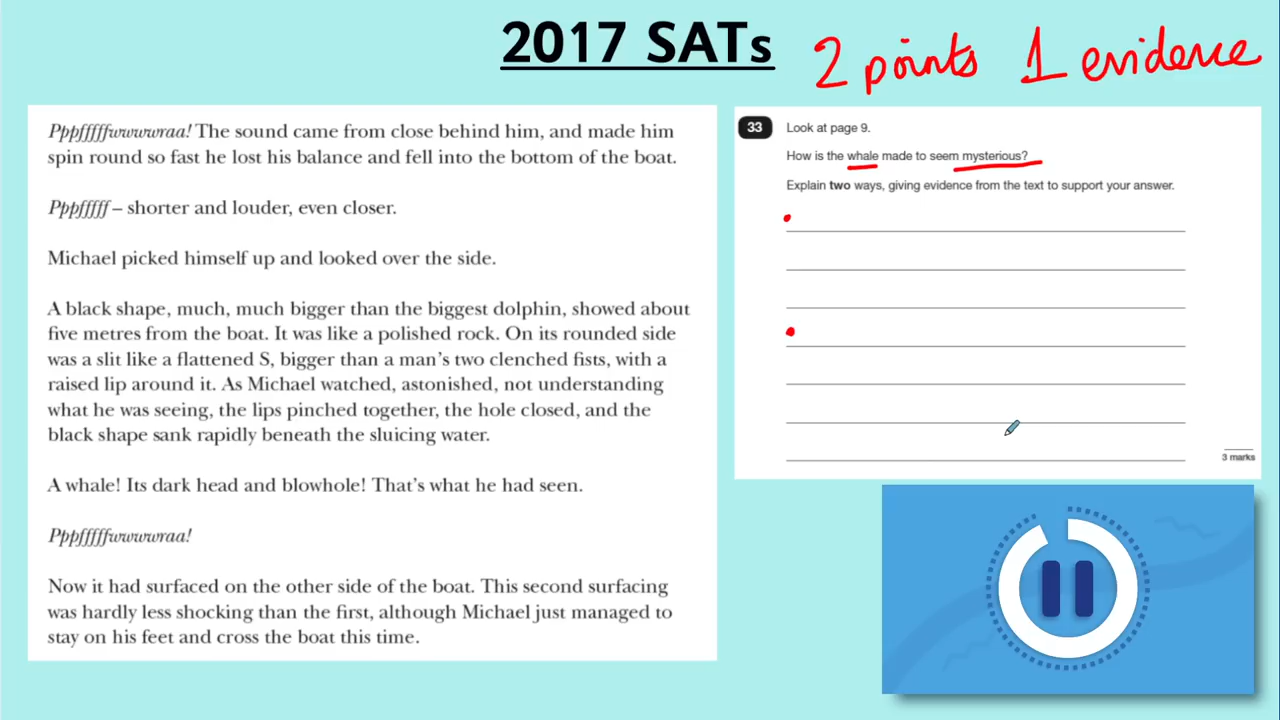 2017 SATs
2 points 1 evidence
Pppfffffwwwwraa! The sound came from close behind him, and made him
spin round so fast he lost his balance and fell into the bottom of the boat.
Pppfffff – shorter and louder, even closer.
Michael picked himself up and looked over the side.
A black shape, much, much bigger than the biggest dolphin, showed about
five metres from the boat. It was like a polished rock. On its rounded side
was a slit like a flattened S, bigger than a man's two clenched fists, with a
raised lip around it. As Michael watched, astonished, not understanding
what he was seeing, the lips pinched together, the hole closed, and the
black shape sank rapidly beneath the sluicing water.
A whale! Its dark head and blowhole! That's what he had seen.
Pppfffffwwwwraa!
Now it had surfaced on the other side of the boat. This second surfacing
was hardly less shocking than the first, although Michael just managed to
stay on his feet and cross the boat this time.
33 Look at page 9.
How is the whale made to seem mysterious?
Explain two ways, giving evidence from the text to support your answer.
3 marks